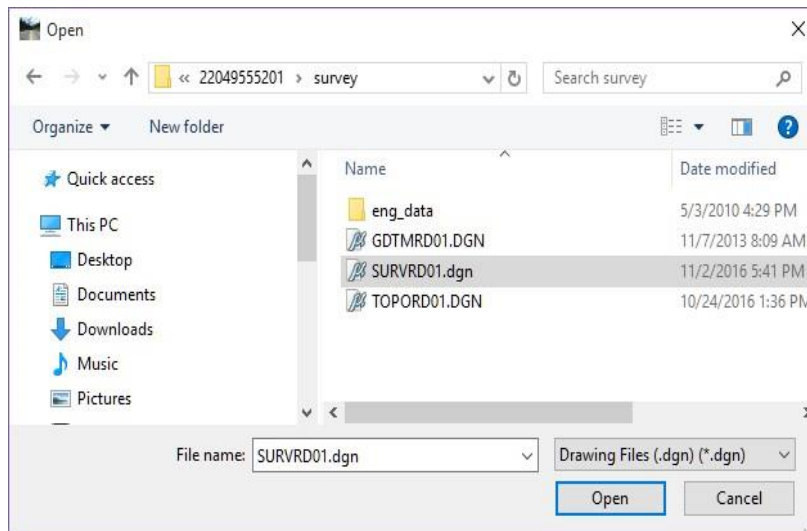 Open
« 22049555201 › survey
Search survey
Organize
New folder
Name
Date modified
Quick access
This PC
Desktop
Documents
Downloads
Music
Pictures
eng_data
5/3/2010 4:29 PM
GDTMRD01.DGN
11/7/2013 8:09 AM
SURVRD01.dgn
11/2/2016 5:41 PM
TOPORD01.DGN
10/24/2016 1:36 PM
File name: SURVRD01.dgn
Drawing Files (.dgn) (*.dgn)
Open
Cancel